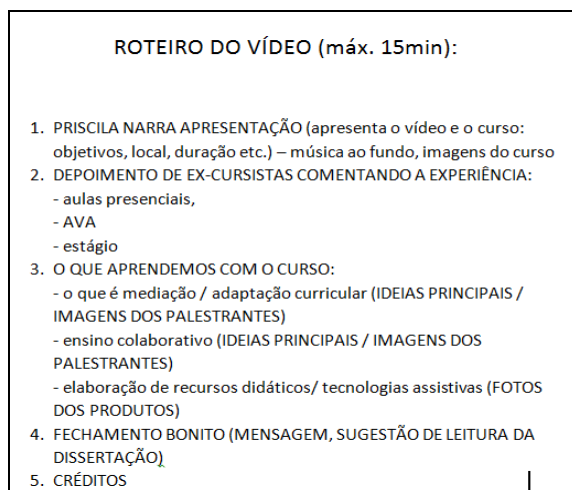 ROTEIRO DO VÍDEO (máx. 15min):
1. PRISCILA NARRA APRESENTAÇÃO (apresenta o vídeo e o curso:
objetivos, local, duração etc.) – música ao fundo, imagens do curso
2. DEPOIMENTO DE EX-CURSISTAS COMENTANDO A EXPERIÊNCIA:
- aulas presenciais,
- AVA
- estágio
3. O QUE APRENDEMOS COM O CURSO:
- o que é mediação / adaptação curricular (IDEIAS PRINCIPAIS /
IMAGENS DOS PALESTRANTES)
- ensino colaborativo (IDEIAS PRINCIPAIS / IMAGENS DOS
PALESTRANTES)
- elaboração de recursos didáticos/ tecnologias assistivas (FOTOS
DOS PRODUTOS)
4. FECHAMENTO BONITO (MENSAGEM, SUGESTÃO DE LEITURA DA
DISSERTAÇÃO)
5. CRÉDITOS